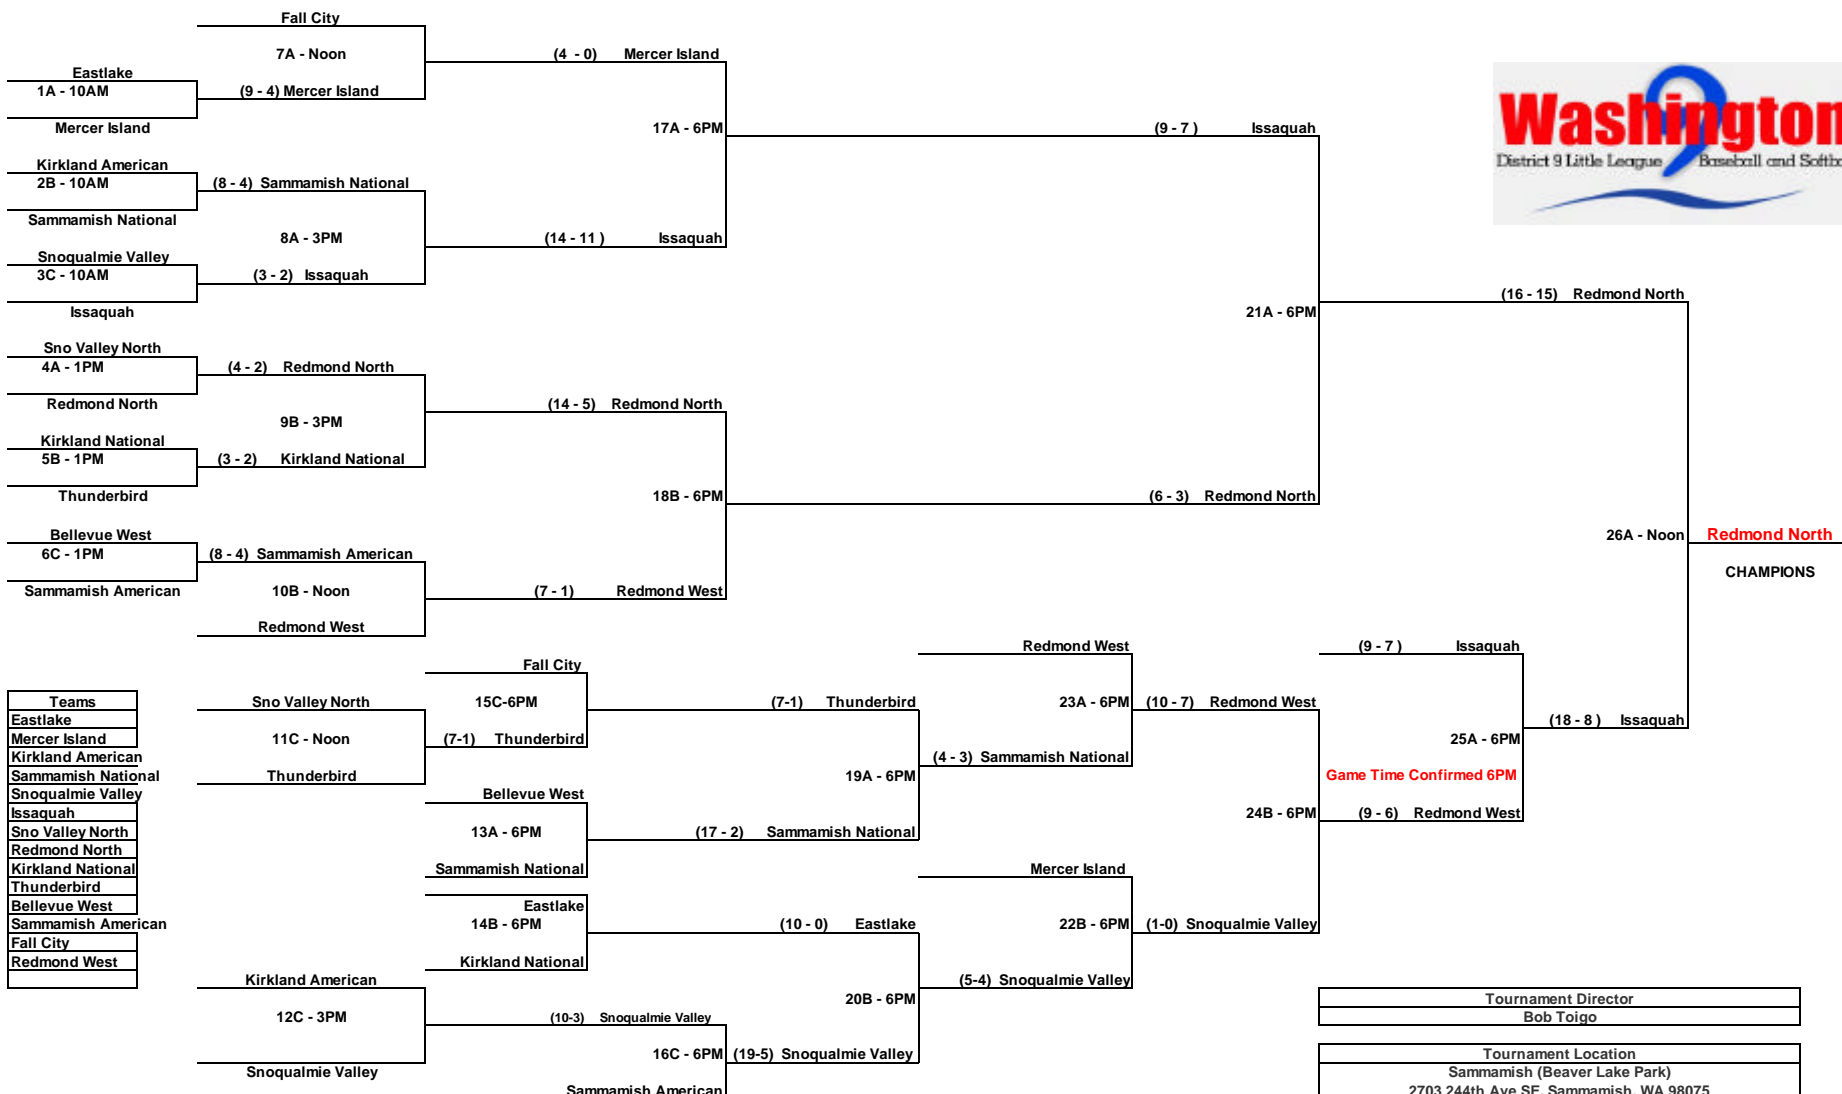 Fall City
7A - Noon
(4 - 0) Mercer Island
Eastlake
1A - 10AM
(9 - 4) Mercer Island
Mercer Island
17A - 6PM
(9 - 7 ) Issaquah
Washington
9
District 9 Little League Baseball and Softba
Kirkland American
2B - 10AM
(8 - 4) Sammamish National
Sammamish National
8A - 3PM
(14 - 11 ) Issaquah
Snoqualmie Valley
3C - 10AM
(3 - 2) Issaquah
Issaquah
21A - 6PM
(16 - 15) Redmond North
Sno Valley North
4A - 1PM
(4 - 2) Redmond North
Redmond North
(14 - 5) Redmond North
9B - 3PM
Kirkland National
5B - 1PM
(3 - 2) Kirkland National
Thunderbird
18B - 6PM
(6 - 3) Redmond North
Bellevue West
6C - 1PM
(8 - 4) Sammamish American
26A - Noon
Redmond North
CHAMPIONS
Sammamish American
10B - Noon
(7 - 1) Redmond West
Redmond West
Redmond West
(9 - 7 ) Issaquah
Fall City
Teams
Eastlake
Mercer Island
Kirkland American
Sammamish National
Snoqualmie Valley
Issaquah
Sno Valley North
Redmond North
Kirkland National
Thunderbird
Bellevue West
Sammamish American
Fall City
Redmond West
Sno Valley North
15C-6PM
(7-1) Thunderbird
23A - 6PM
(10 - 7) Redmond West
(18 - 8 ) Issaquah
11C - Noon
(7-1) Thunderbird
25A - 6PM
(4 - 3) Sammamish National
Thunderbird
19A - 6PM
Game Time Confirmed 6PM
Bellevue West
24B - 6PM
(9 - 6) Redmond West
13A - 6PM
(17 - 2) Sammamish National
Sammamish National
Mercer Island
Eastlake
14B - 6PM
(10 - 0) Eastlake
22B - 6PM
(1-0) Snoqualmie Valley
Kirkland National
Kirkland American
(5-4) Snoqualmie Valley
20B - 6PM
12C - 3PM
(10-3) Snoqualmie Valley
16C - 6PM
(19-5) Snoqualmie Valley
Snoqualmie Valley
Sammamish American
Tournament Director
Bob Toigo
Tournament Location
Sammamish (Beaver Lake Park)
2703 244th Ave SE, Sammamish, WA 98075